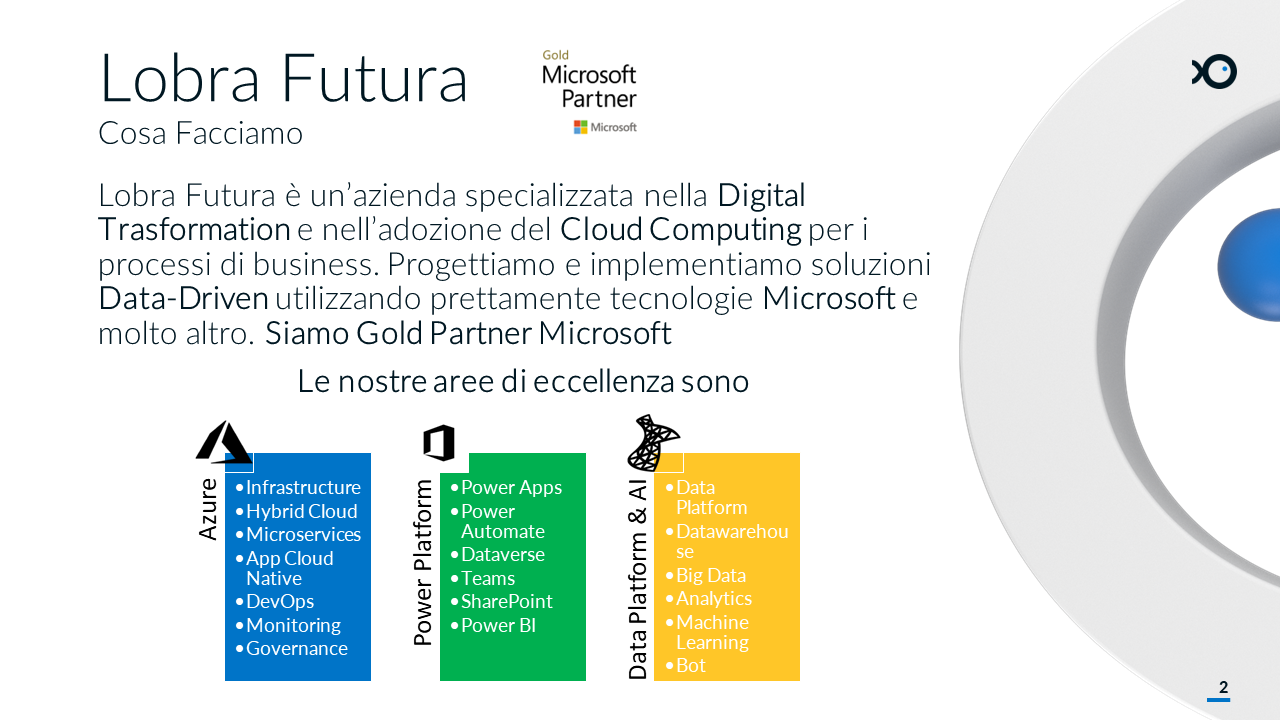 Lobra Futura
Cosa Facciamo
Gold
Microsoft
Partner
Microsoft
Lobra Futura è un’azienda specializzata nella Digital
Trasformation e nell’adozione del Cloud Computing per i
processi di business. Progettiamo e implementiamo soluzioni
Data-Driven utilizzando prettamente tecnologie Microsoft e
molto altro. Siamo Gold Partner Microsoft
Le nostre aree di eccellenza sono
Azure
•Infrastructure
•Hybrid Cloud
•Microservices
•App Cloud
Native
•DevOps
•Monitoring
•Governance
Power Platform
•Power Apps
•Power
Automate
•Dataverse
•Teams
•SharePoint
•Power BI
Data Platform & AI
•Data
Platform
•Datawarehou
se
•Big Data
•Analytics
•Machine
Learning
•Bot
2